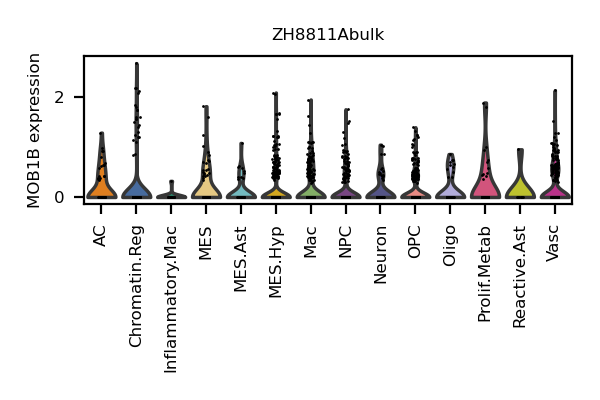 ZH8811Abulk
MOB1B expression
2
0
AC
Chromatin.Reg
Inflammatory.Mac
MES
MES.Ast
MES.Hyp
Mac
NPC
Neuron
OPC
Oligo
Prolif.Metab
Reactive.Ast
Vasc